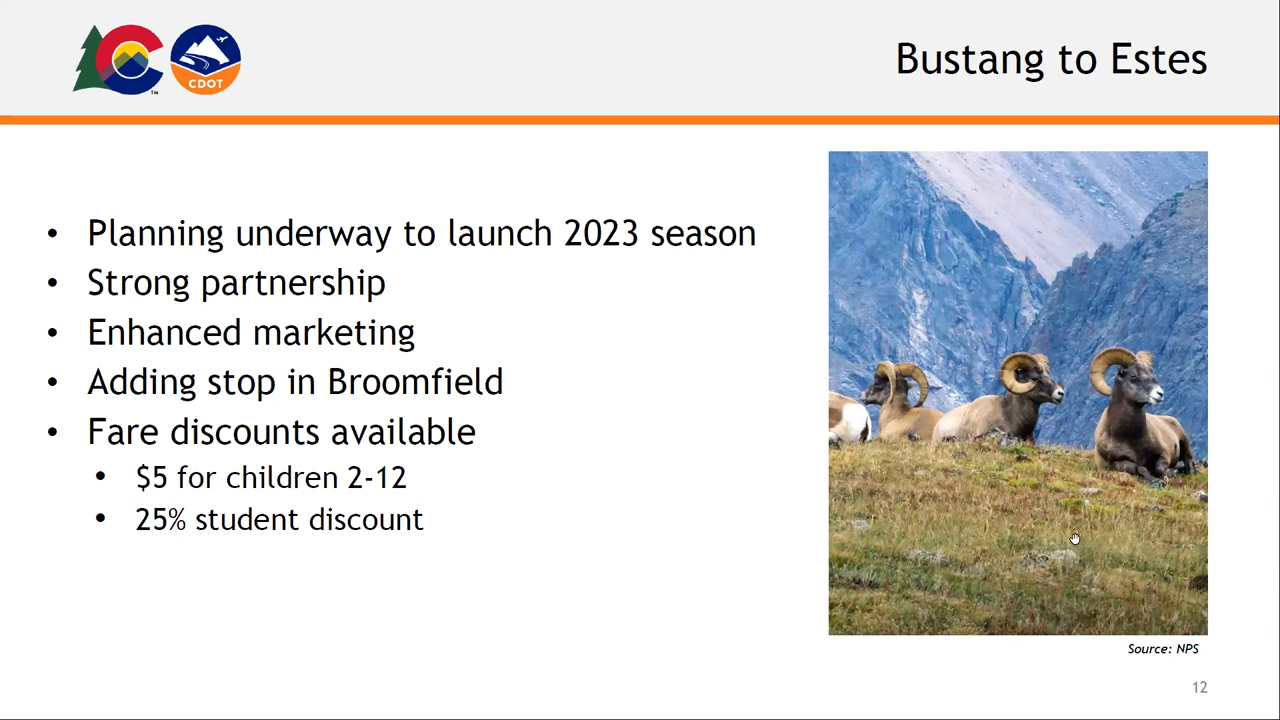 CDOT
TM
Bustang to Estes
• Planning underway to launch 2023 season
• Strong partnership
• Enhanced marketing
• Adding stop in Broomfield
• Fare discounts available
• $5 for children 2-12
• 25% student discount
Source: NPS
12